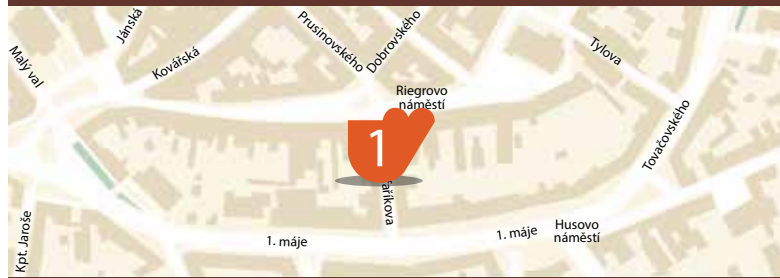 Malý val
Jánská
Kovářská
Prusinovského
Dobrovského
Tylova
Riegrovo
náměstí
1
Tovačovského
Kpt. Jaroše
1. máje
1. máje
Husovo
náměstí